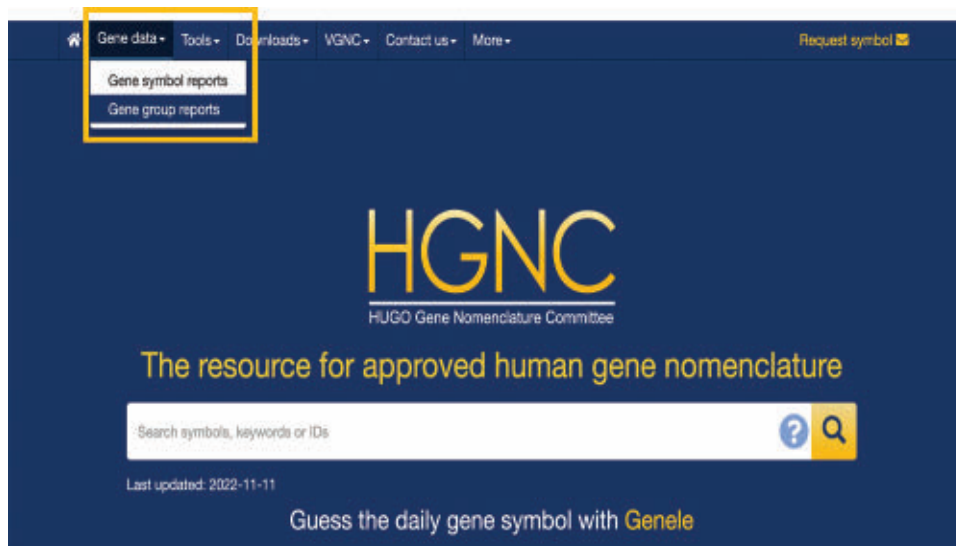 Gene data Tools Downloads VGNC Contact us More Request symbol
Gene symbol reports
Gene group reports
HGNC
HUGO Gene Nomenclature Committee
The resource for approved human gene nomenclature
Search symbols, keywords or IDs ?
Last updated: 2022-11-11
Guess the daily gene symbol with Genele